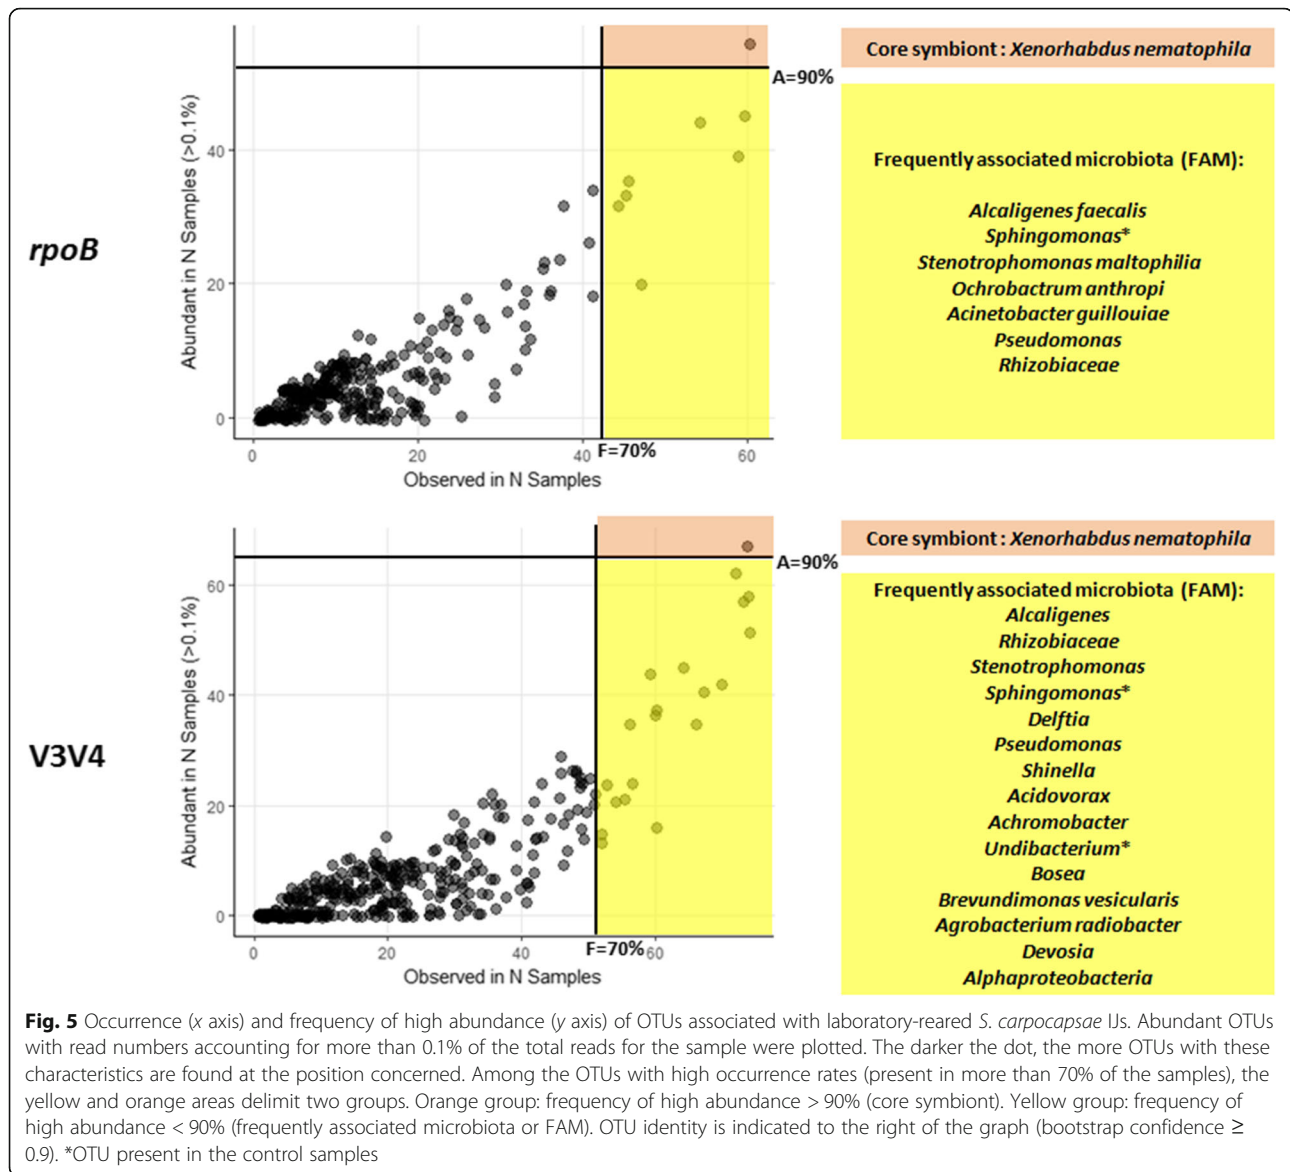 rpoB
Abundant in N Samples (>0.1%)
40
20
0
0
20
40
60
A=90%
F=70%
Observed in N Samples
Core symbiont : Xenorhabdus nematophila
Frequently associated microbiota (FAM):
Alcaligenes faecalis
Sphingomonas*
Stenotrophomonas maltophilia
Ochrobactrum anthropi
Acinetobacter guillouiae
Pseudomonas
Rhizobiaceae
V3V4
Abundant in N Samples (>0.1%)
60
40
20
0
0
20
40
60
A=90%
F=70%
Observed in N Samples
Core symbiont : Xenorhabdus nematophila
Frequently associated microbiota (FAM):
Alcaligenes
Rhizobiaceae
Stenotrophomonas
Sphingomonas*
Delftia
Pseudomonas
Shinella
Acidovorax
Achromobacter
Undibacterium*
Bosea
Brevundimonas vesicularis
Agrobacterium radiobacter
Devosia
Alphaproteobacteria
Fig. 5 Occurrence (x axis) and frequency of high abundance (y axis) of OTUs associated with laboratory-reared S. carpocapsae IJs. Abundant OTUs
with read numbers accounting for more than 0.1% of the total reads for the sample were plotted. The darker the dot, the more OTUs with these
characteristics are found at the position concerned. Among the OTUs with high occurrence rates (present in more than 70% of the samples), the
yellow and orange areas delimit two groups. Orange group: frequency of high abundance > 90% (core symbiont). Yellow group: frequency of
high abundance < 90% (frequently associated microbiota or FAM). OTU identity is indicated to the right of the graph (bootstrap confidence ≥
0.9). *OTU present in the control samples